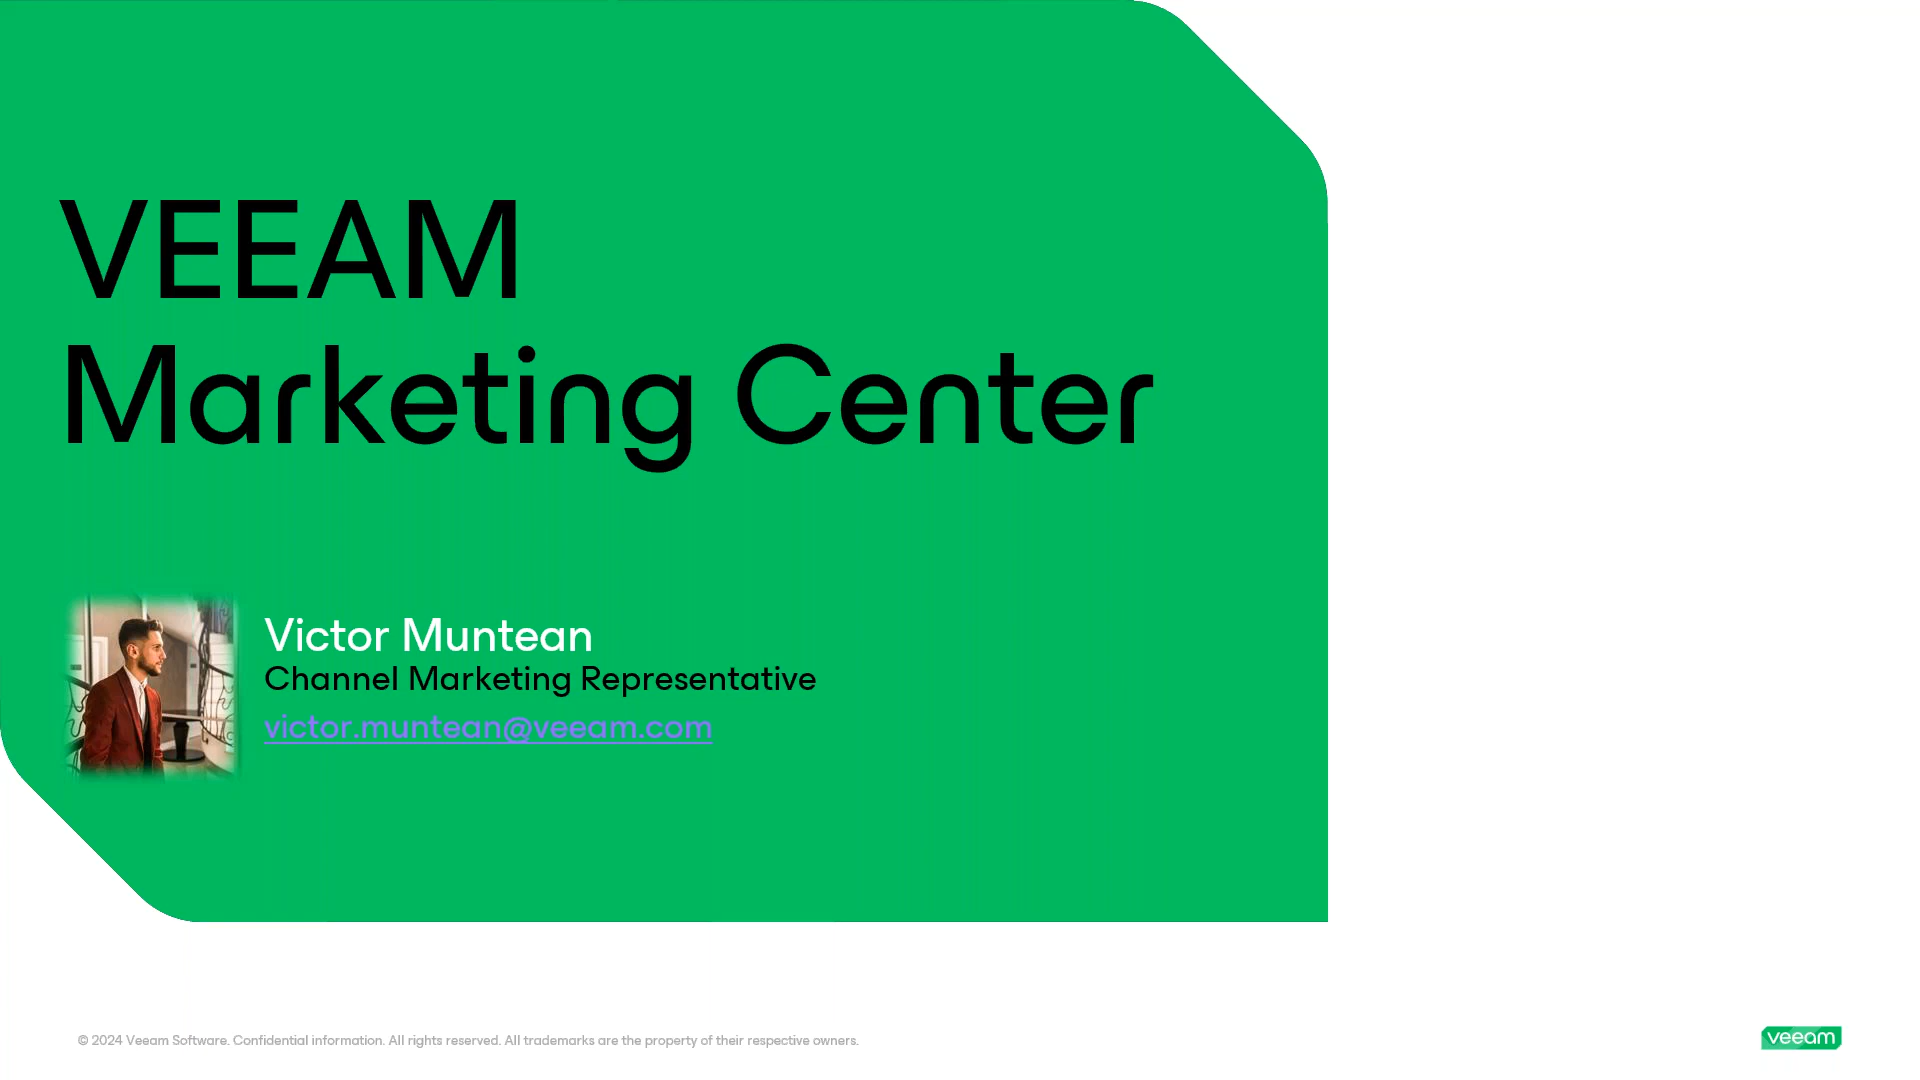 VEEAM
Marketing Center
Victor Muntean
Channel Marketing Representative
victor.muntean@veeam.com
© 2024 Veeam Software. Confidential information. All rights reserved. All trademarks are the property of their respective owners.
veeam